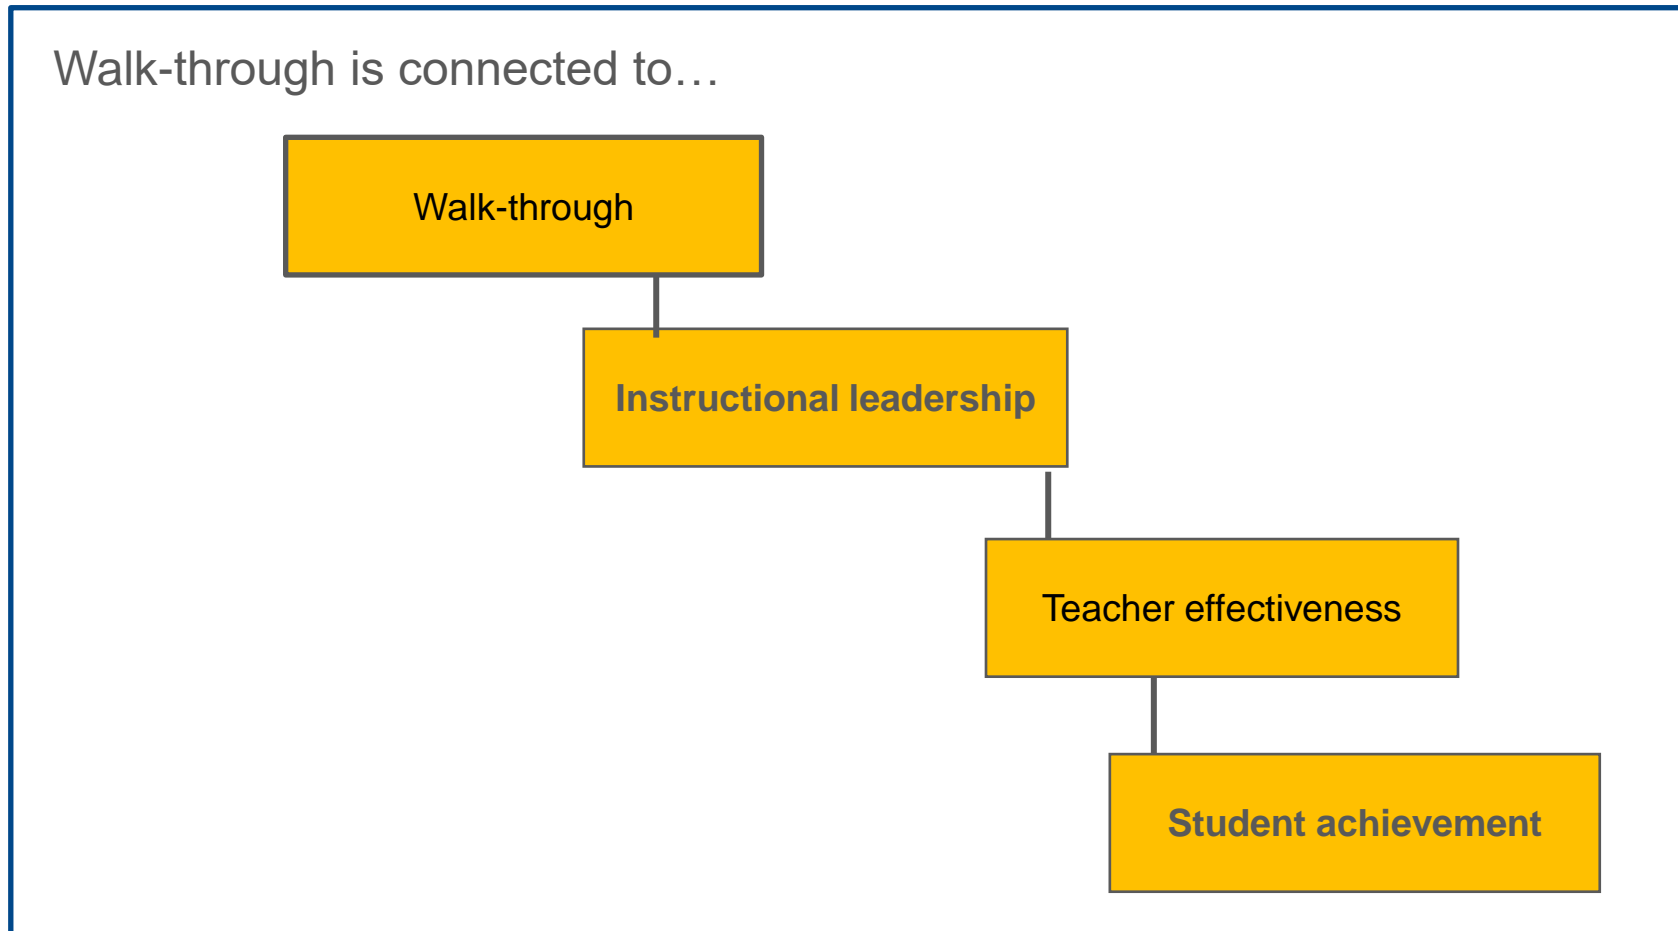 Walk-through is connected to…
Walk-through
Instructional leadership
Teacher effectiveness
Student achievement